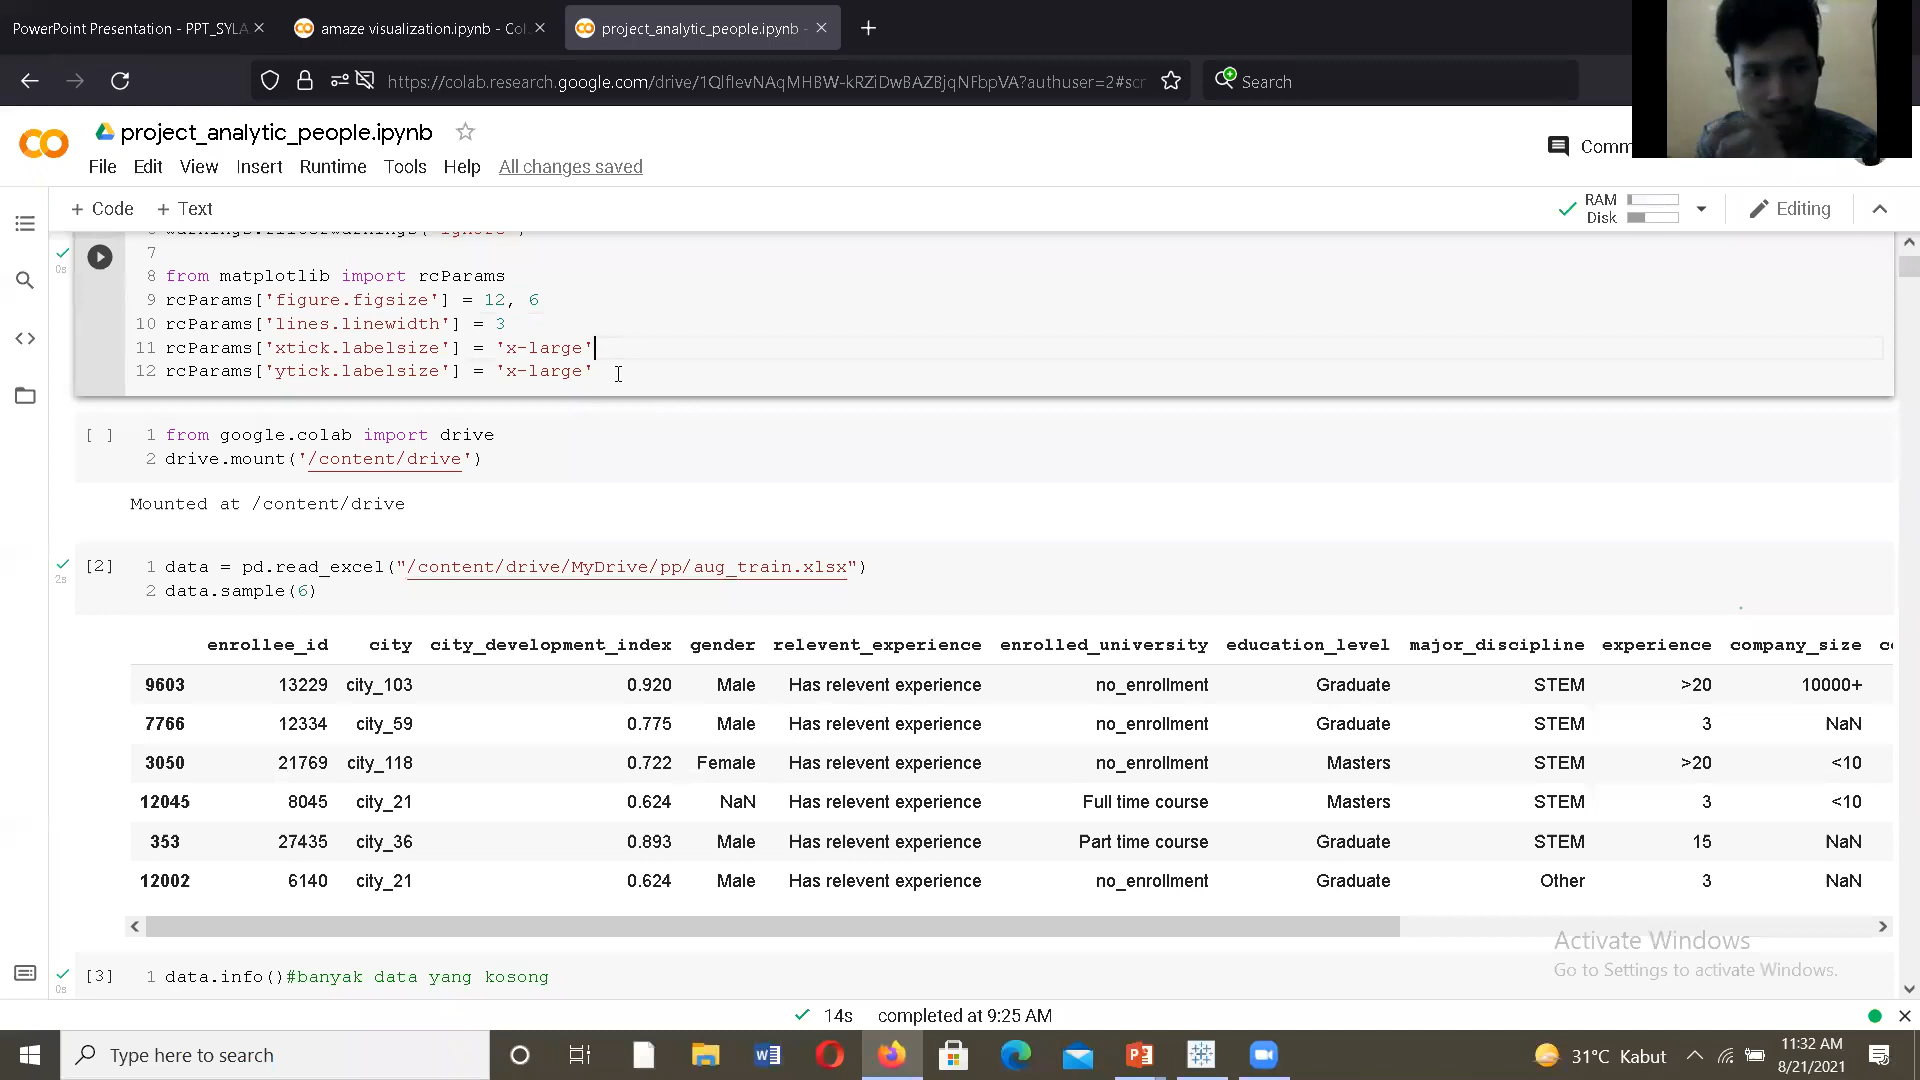 PowerPoint Presentation - PPT_SYLA
amaze visualization.ipynb - Col
project_analytic_people.ipynb -
https://colab.research.google.com/drive/1QlfIevNAqMHBW-kRZiDwBAZBjqNFbpVA?authuser=2#scr
Search
project_analytic_people.ipynb
Comm
File Edit View Insert Runtime Tools Help All changes saved
+ Code + Text
RAM
Disk
Editing
6 warnings.filterwarnings('ignore')
0s
7
8 from matplotlib import rcParams
9 rcParams['figure.figsize'] = 12, 6
10 rcParams['lines.linewidth'] = 3
11 rcParams['xtick.labelsize'] = 'x-large'
12 rcParams['ytick.labelsize'] = 'x-large'
[ ] 1 from google.colab import drive
2 drive.mount('/content/drive')
Mounted at /content/drive
[2] 1 data = pd.read_excel("/content/drive/MyDrive/pp/aug_train.xlsx")
2s
2 data.sample(6)
enrollee_id city city_development_index gender relevent_experience enrolled_university education_level major_discipline experience company_size co
9603 13229 city_103 0.920 Male Has relevent experience no_enrollment Graduate STEM >20 10000+
7766 12334 city_59 0.775 Male Has relevent experience no_enrollment Graduate STEM 3 NaN
3050 21769 city_118 0.722 Female Has relevent experience no_enrollment Masters STEM >20 <10
12045 8045 city_21 0.624 NaN Has relevent experience Full time course Masters STEM 3 <10
353 27435 city_36 0.893 Male Has relevent experience Part time course Graduate STEM 15 NaN
12002 6140 city_21 0.624 Male Has relevent experience no_enrollment Graduate Other 3 NaN
Activate Windows
Go to Settings to activate Windows.
[3] 1 data.info()#banyak data yang kosong
0s
14s completed at 9:25 AM
Type here to search
31°C Kabut
11:32 AM
8/21/2021